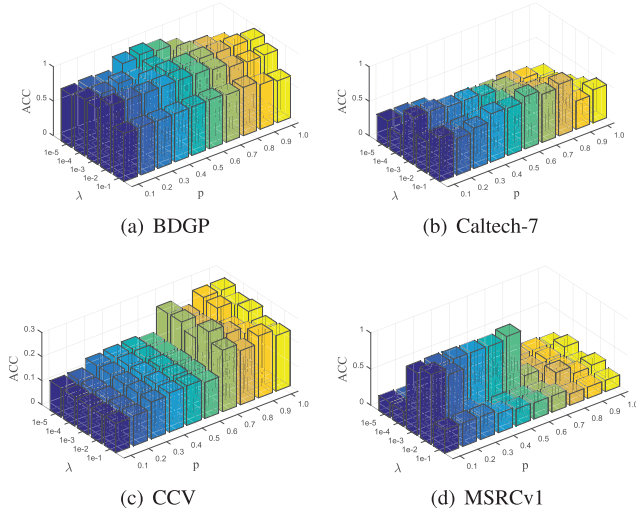 1
0.5
0
ACC
1e-5
1e-4
1e-3
1e-2
1e-1
λ
0.1
0.2
0.3
0.4
0.5
0.6
0.7
0.8
0.9
1.0
p
(a) BDGP
1
0.5
0
ACC
1e-5
1e-4
1e-3
1e-2
1e-1
λ
0.1
0.2
0.3
0.4
0.5
0.6
0.7
0.8
0.9
1.0
p
(b) Caltech-7
0.3
0.2
0.1
0
ACC
1e-5
1e-4
1e-3
1e-2
1e-1
λ
0.1
0.2
0.3
0.4
0.5
0.6
0.7
0.8
0.9
1.0
p
(c) CCV
1
0.5
0
ACC
1e-5
1e-4
1e-3
1e-2
1e-1
λ
0.1
0.2
0.3
0.4
0.5
0.6
0.7
0.8
0.9
1.0
p
(d) MSRCv1